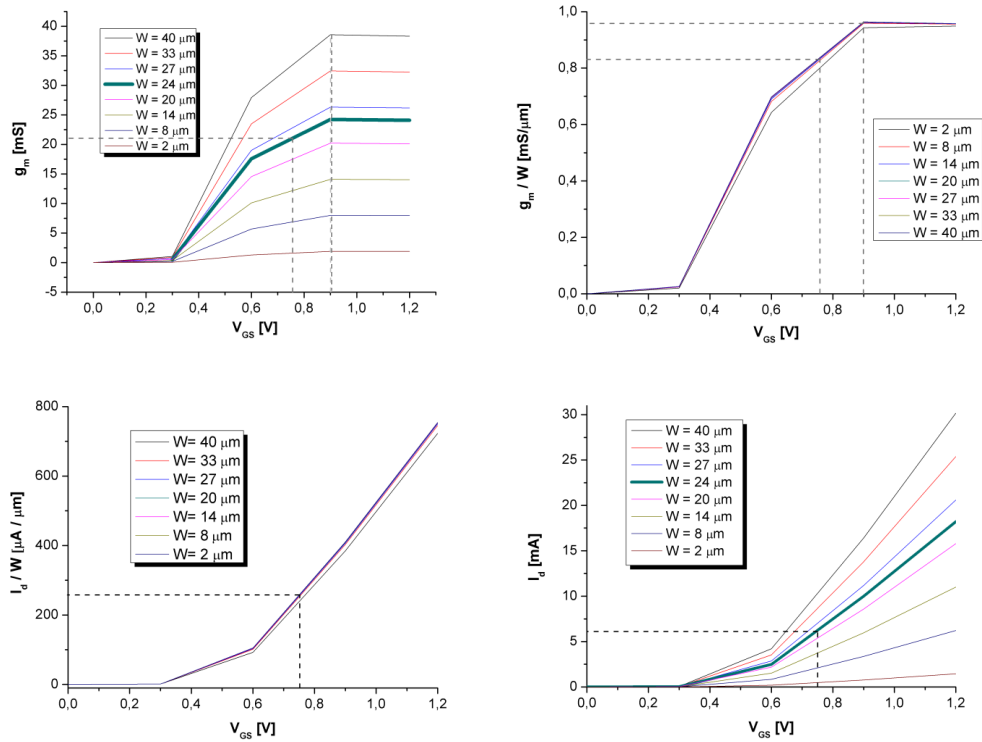 40
35
30
25
20
15
10
5
0
-5
g_m [mS]
W = 40 μm
W = 33 μm
W = 27 μm
W = 24 μm
W = 20 μm
W = 14 μm
W = 8 μm
W = 2 μm
0,0 0,2 0,4 0,6 0,8 1,0 1,2
V_GS [V]
1,0
0,8
0,6
0,4
0,2
0,0
g_m / W [mS/μm]
W = 2 μm
W = 8 μm
W = 14 μm
W = 20 μm
W = 27 μm
W = 33 μm
W = 40 μm
0,0 0,2 0,4 0,6 0,8 1,0 1,2
V_GS [V]
800
600
400
200
0
I_d / W [μA / μm]
W= 40 μm
W= 33 μm
W= 27 μm
W= 20 μm
W= 14 μm
W= 8 μm
W= 2 μm
0,0 0,2 0,4 0,6 0,8 1,0 1,2
V_GS [V]
30
25
20
15
10
5
0
I_d [mA]
W = 40 μm
W = 33 μm
W = 27 μm
W = 24 μm
W = 20 μm
W = 14 μm
W = 8 μm
W = 2 μm
0,0 0,2 0,4 0,6 0,8 1,0 1,2
V_GS [V]